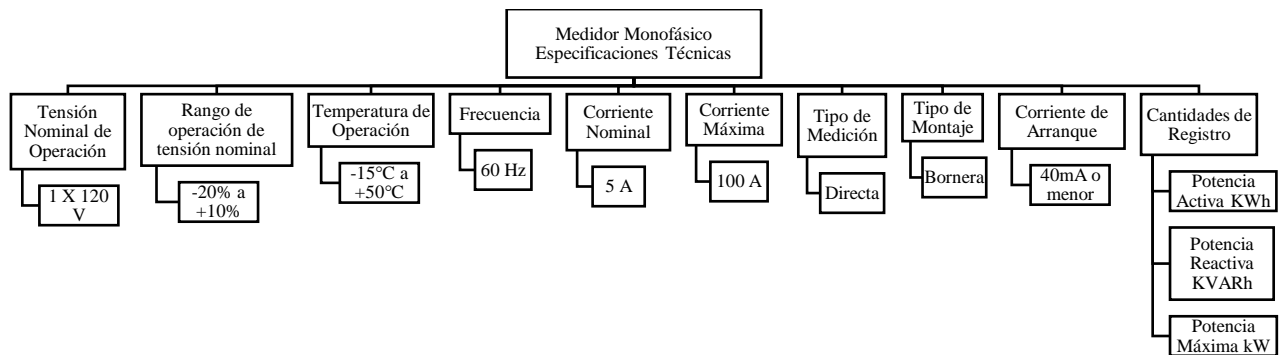 Medidor Monofásico
Especificaciones Técnicas
Tensión
Nominal de
Operación
1 X 120
V
Rango de
operación de
tensión nominal
-20% a
+10%
Temperatura de
Operación
-15°C a
+50°C
Frecuencia
60 Hz
Corriente
Nominal
5 A
Corriente
Máxima
100 A
Tipo de
Medición
Directa
Tipo de
Montaje
Bornera
Corriente de
Arranque
40mA o
menor
Cantidades de
Registro
Potencia
Activa KWh
Potencia
Reactiva
KVARh
Potencia
Máxima kW